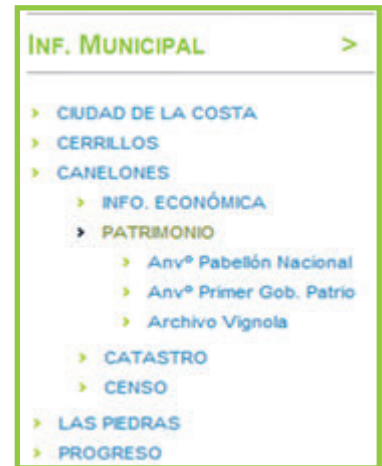 INF. MUNICIPAL >
> CIUDAD DE LA COSTA
> CERRILLOS
> CANELONES
> INFO. ECONÓMICA
> PATRIMONIO
> Anvº Pabellón Nacional
> Anvº Primer Gob. Patrio
> Archivo Vignola
> CATASTRO
> CENSO
> LAS PIEDRAS
> PROGRESO